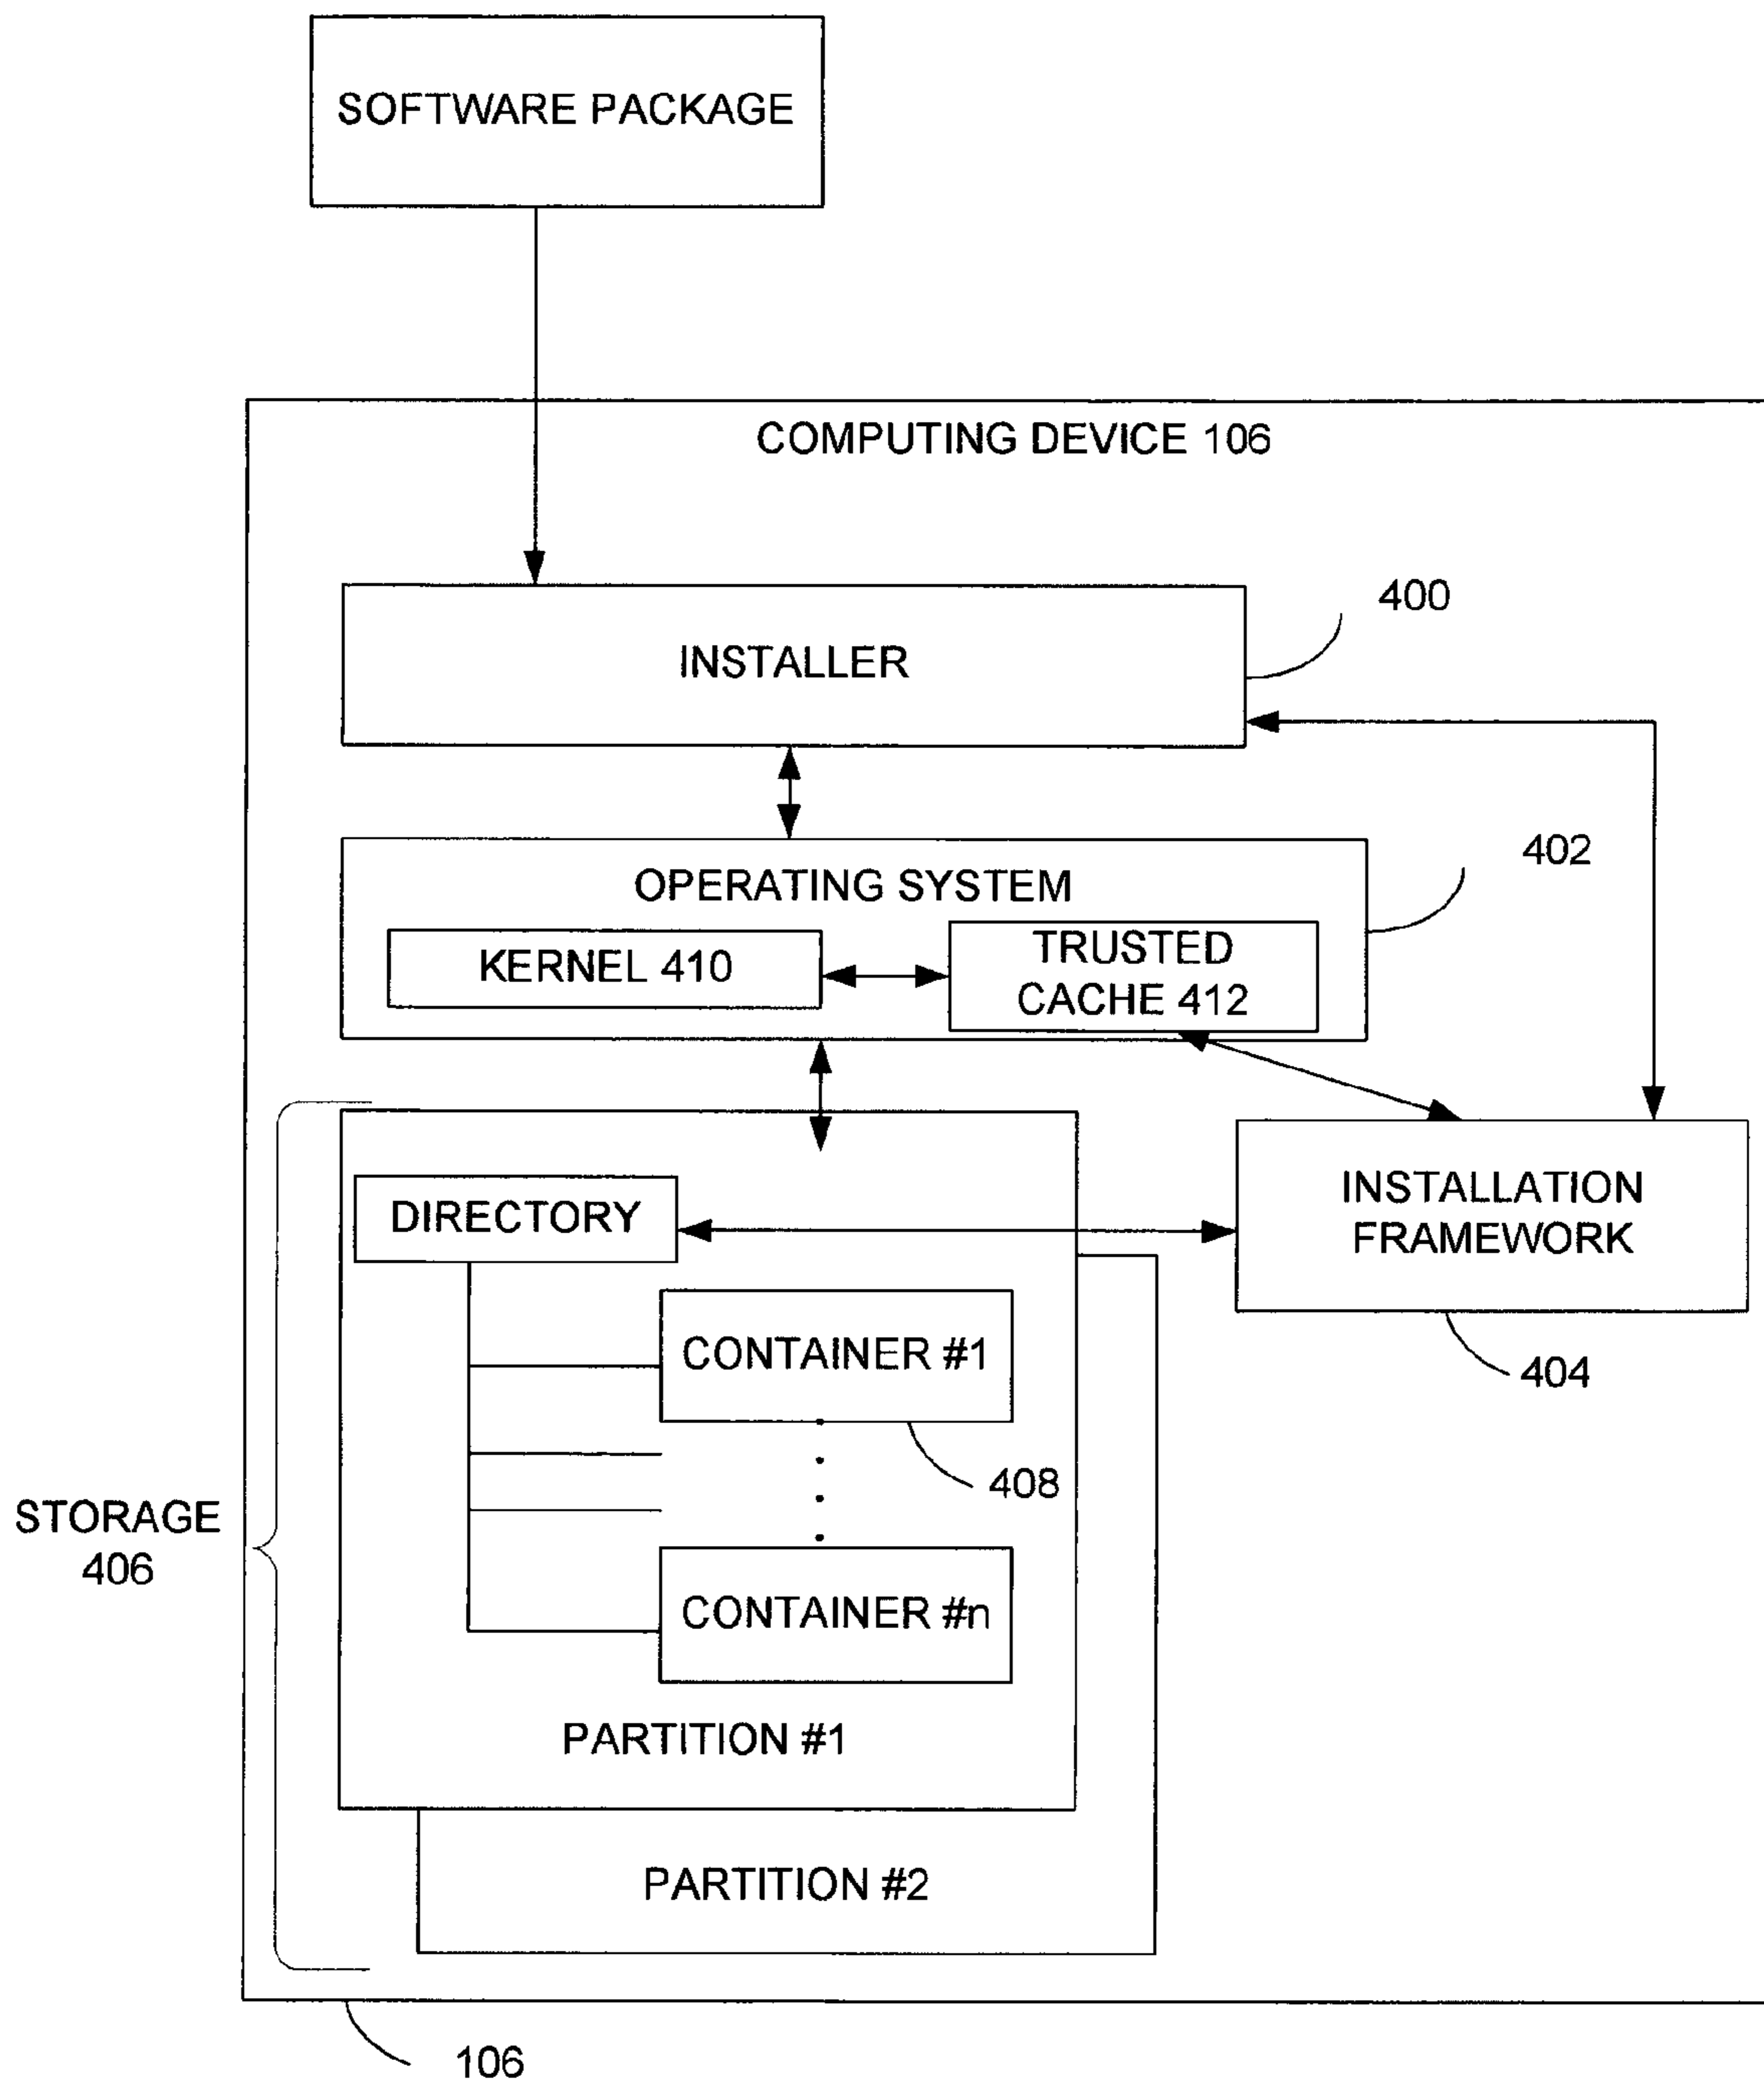 SOFTWARE PACKAGE
COMPUTING DEVICE 106
400
INSTALLER
402
OPERATING SYSTEM
KERNEL 410
TRUSTED
CACHE 412
DIRECTORY
INSTALLATION
FRAMEWORK
CONTAINER #1
404
408
STORAGE
406
CONTAINER #n
PARTITION #1
PARTITION #2
106